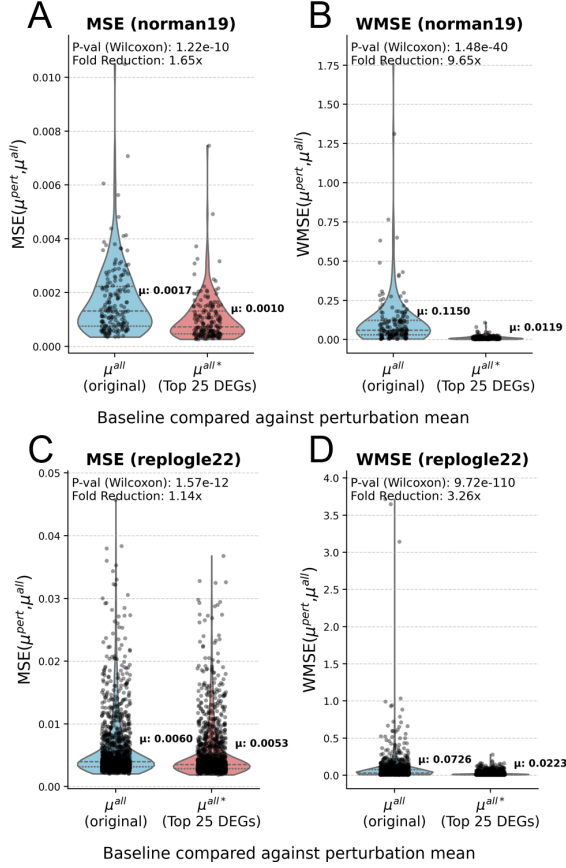 A
MSE (norman19)
P-val (Wilcoxon): 1.22e-10
Fold Reduction: 1.65x
MSE(μ^pert,μ^all)
0.010
0.008
0.006
0.004
0.002
0.000
μ: 0.0017
μ: 0.0010
μ^all
(original)
μ^all*
(Top 25 DEGs)
B
WMSE (norman19)
P-val (Wilcoxon): 1.48e-40
Fold Reduction: 9.65x
WMSE(μ^pert,μ^all)
1.75
1.50
1.25
1.00
0.75
0.50
0.25
0.00
μ: 0.1150
μ: 0.0119
μ^all
(original)
μ^all*
(Top 25 DEGs)
Baseline compared against perturbation mean
C
MSE (replogle22)
P-val (Wilcoxon): 1.57e-12
Fold Reduction: 1.14x
MSE(μ^pert,μ^all)
0.05
0.04
0.03
0.02
0.01
0.00
μ: 0.0060
μ: 0.0053
μ^all
(original)
μ^all*
(Top 25 DEGs)
D
WMSE (replogle22)
P-val (Wilcoxon): 9.72e-110
Fold Reduction: 3.26x
WMSE(μ^pert,μ^all)
4.0
3.5
3.0
2.5
2.0
1.5
1.0
0.5
0.0
μ: 0.0726
μ: 0.0223
μ^all
(original)
μ^all*
(Top 25 DEGs)
Baseline compared against perturbation mean